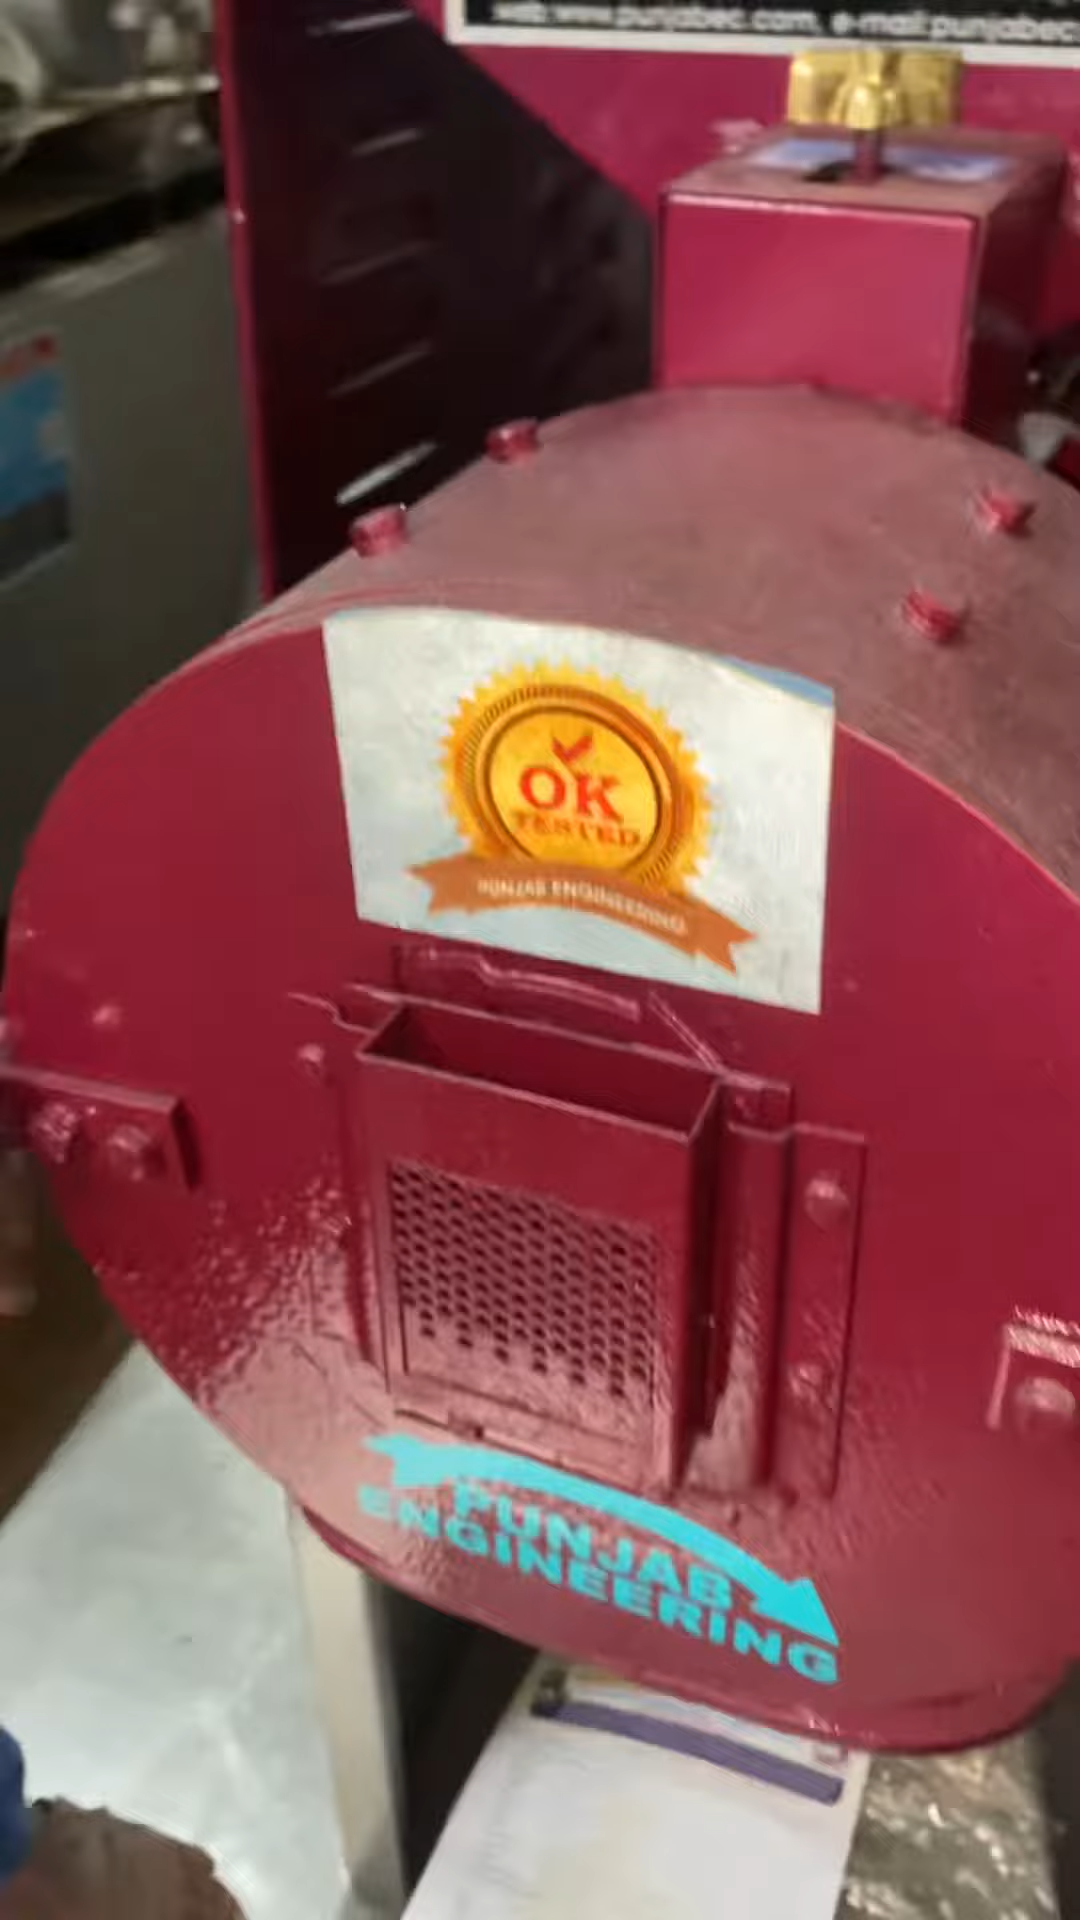 web:www.punjabec.com, e-mail:punjabec
OK
TESTED
PUNJAB ENGINEERING
PUNJAB
ENGINEERING